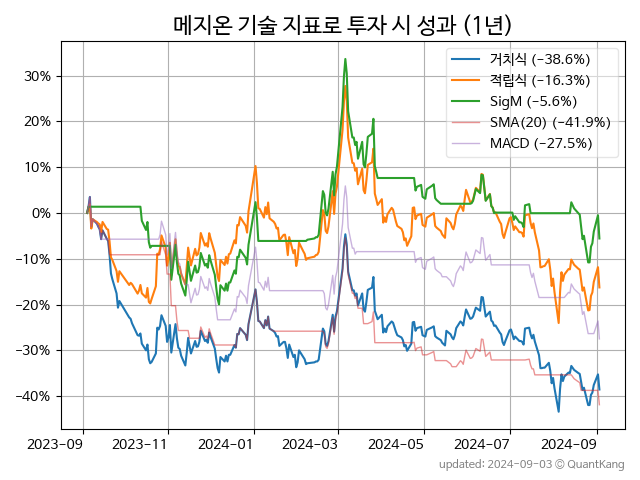 메지온 기술 지표로 투자 시 성과 (1년)
거치식 (−38.6%)
적립식 (−16.3%)
SigM (−5.6%)
SMA(20) (−41.9%)
MACD (−27.5%)
30%
20%
10%
0%
−10%
−20%
−30%
−40%
2023-09 2023-11 2024-01 2024-03 2024-05 2024-07 2024-09
updated: 2024-09-03 ⓒ QuantKang